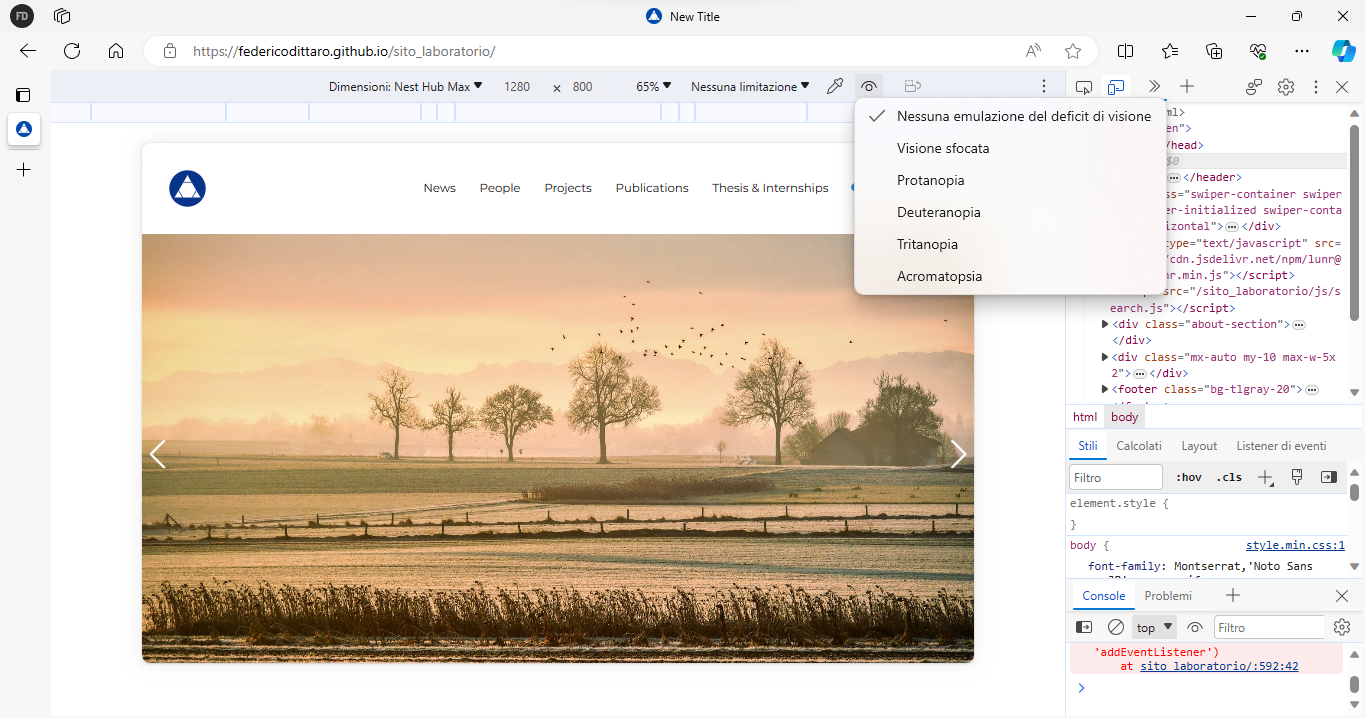 FD
New Title
https://federicodittaro.github.io/sito_laboratorio/
Dimensioni: Nest Hub Max
1280
×
800
65%
Nessuna limitazione
Nessuna emulazione del deficit di visione
Visione sfocata
Protanopia
Deuteranopia
Tritanopia
Acromatopsia
News
People
Projects
Publications
Thesis & Internships
ml>
en">
/head>
$0
</header>
ss="swiper-container swiper
er-initialized swiper-conta
izontal"> </div>
type="text/javascript" src=
cdn.jsdelivr.net/npm/lunr@
nr.min.js"></script>
src="/sito_laboratorio/js/s
earch.js"></script>
<div class="about-section">
</div>
<div class="mx-auto my-10 max-w-5x
2"> </div>
<footer class="bg-tlgray-20">
html
body
Stili
Calcolati
Layout
Listener di eventi
Filtro
:hov
.cls
element.style {
}
body {
style.min.css:1
font-family: Montserrat,'Noto Sans
Console
Problemi
top
Filtro
'addEventListener')
at sito_laboratorio/:592:42